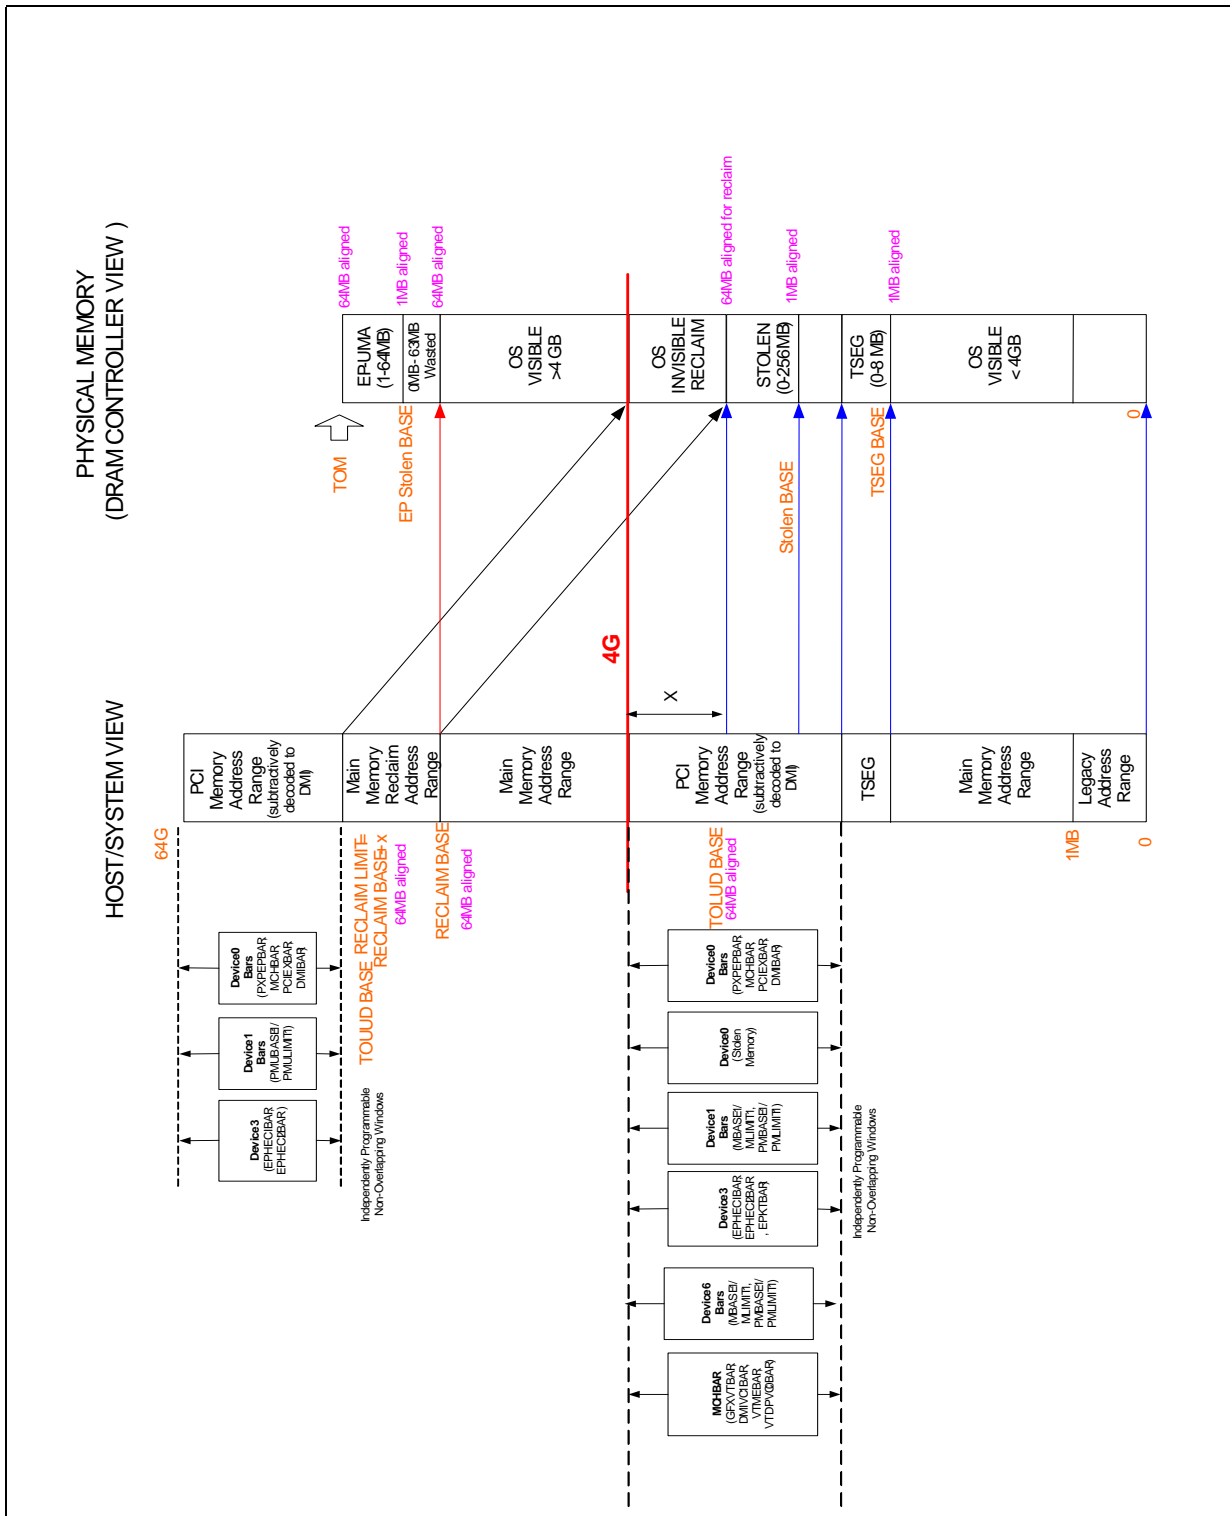 PHYSICAL MEMORY
(DRAM CONTROLLER VIEW )
64MB aligned
1MB aligned
64MB aligned
64MB aligned for reclaim
1MB aligned
1MB aligned
EP-UMA
(1-64MB)
0MB - 63MB
Wasted
OS
VISIBLE
>4 GB
OS
INVISIBLE
RECLAIM
STOLEN
(0-256MB)
TSEG
(0-8 MB)
OS
VISIBLE
< 4GB
TOM
EP Stolen BASE
Stolen BASE
TSEG BASE
0
4G
X
HOST/SYSTEM VIEW
PCI
Memory
Address
Range
(subtractively
decoded to
DMI)
Main
Memory
Reclaim
Address
Range
Main
Memory
Address
Range
PCI
Memory
Address
Range
(subtractively
decoded to
DMI)
TSEG
Main
Memory
Address
Range
Legacy
Address
Range
64G
RECLAIM LIMIT =
RECLAIM BASE + x
64MB aligned
TOUUD BASE
RECLAIM BASE
64MB aligned
TOLUD BASE
64MB aligned
1MB
0
Device0
Bars
(PXPEPBAR,
MCHBAR,
PCIEXBAR,
DMIBAR)
Device1
Bars
(PMUBASE1/
PMULIMIT1)
Device3
(EPHECIBAR,
EPHECI2BAR)
Independently Programmable
Non-Overlapping Windows
Device0
Bars
(PXPEPBAR,
MCHBAR,
PCIEXBAR,
DMIBAR)
Device0
(Stolen
Memory)
Device1
Bars
(MBASE1/
MLIMIT1,
PMBASE1/
PMLIMIT1)
Device3
(EPHECIBAR,
EPHECI2BAR
, EPKTBAR)
Device6
Bars
(MBASE1/
MLIMIT1,
PMBASE1/
PMLIMIT1)
MCHBAR
(GFXVTBAR,
DMIVC1BAR,
VTMEBAR,
VTDPVC0BAR)
Independently Programmable
Non-Overlapping Windows